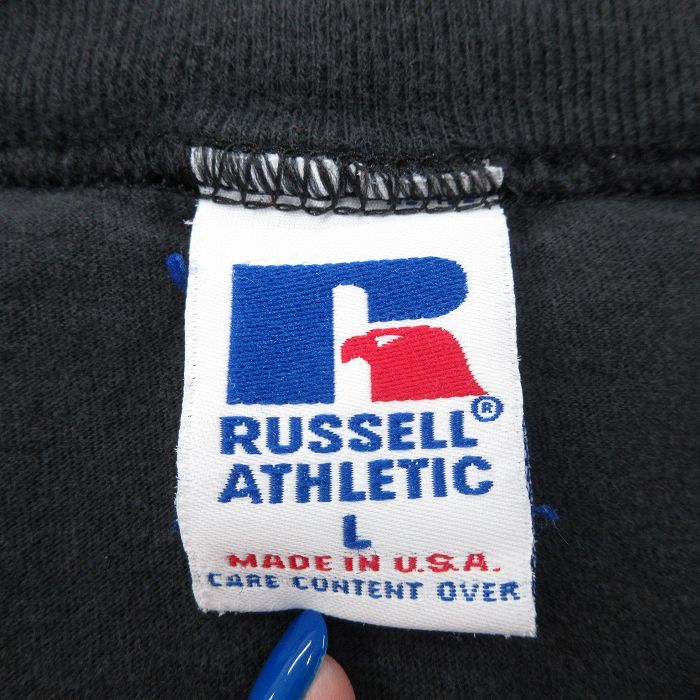 R
RUSSELL®
ATHLETIC
L
MADE IN U.S.A.
CARE CONTENT OVER